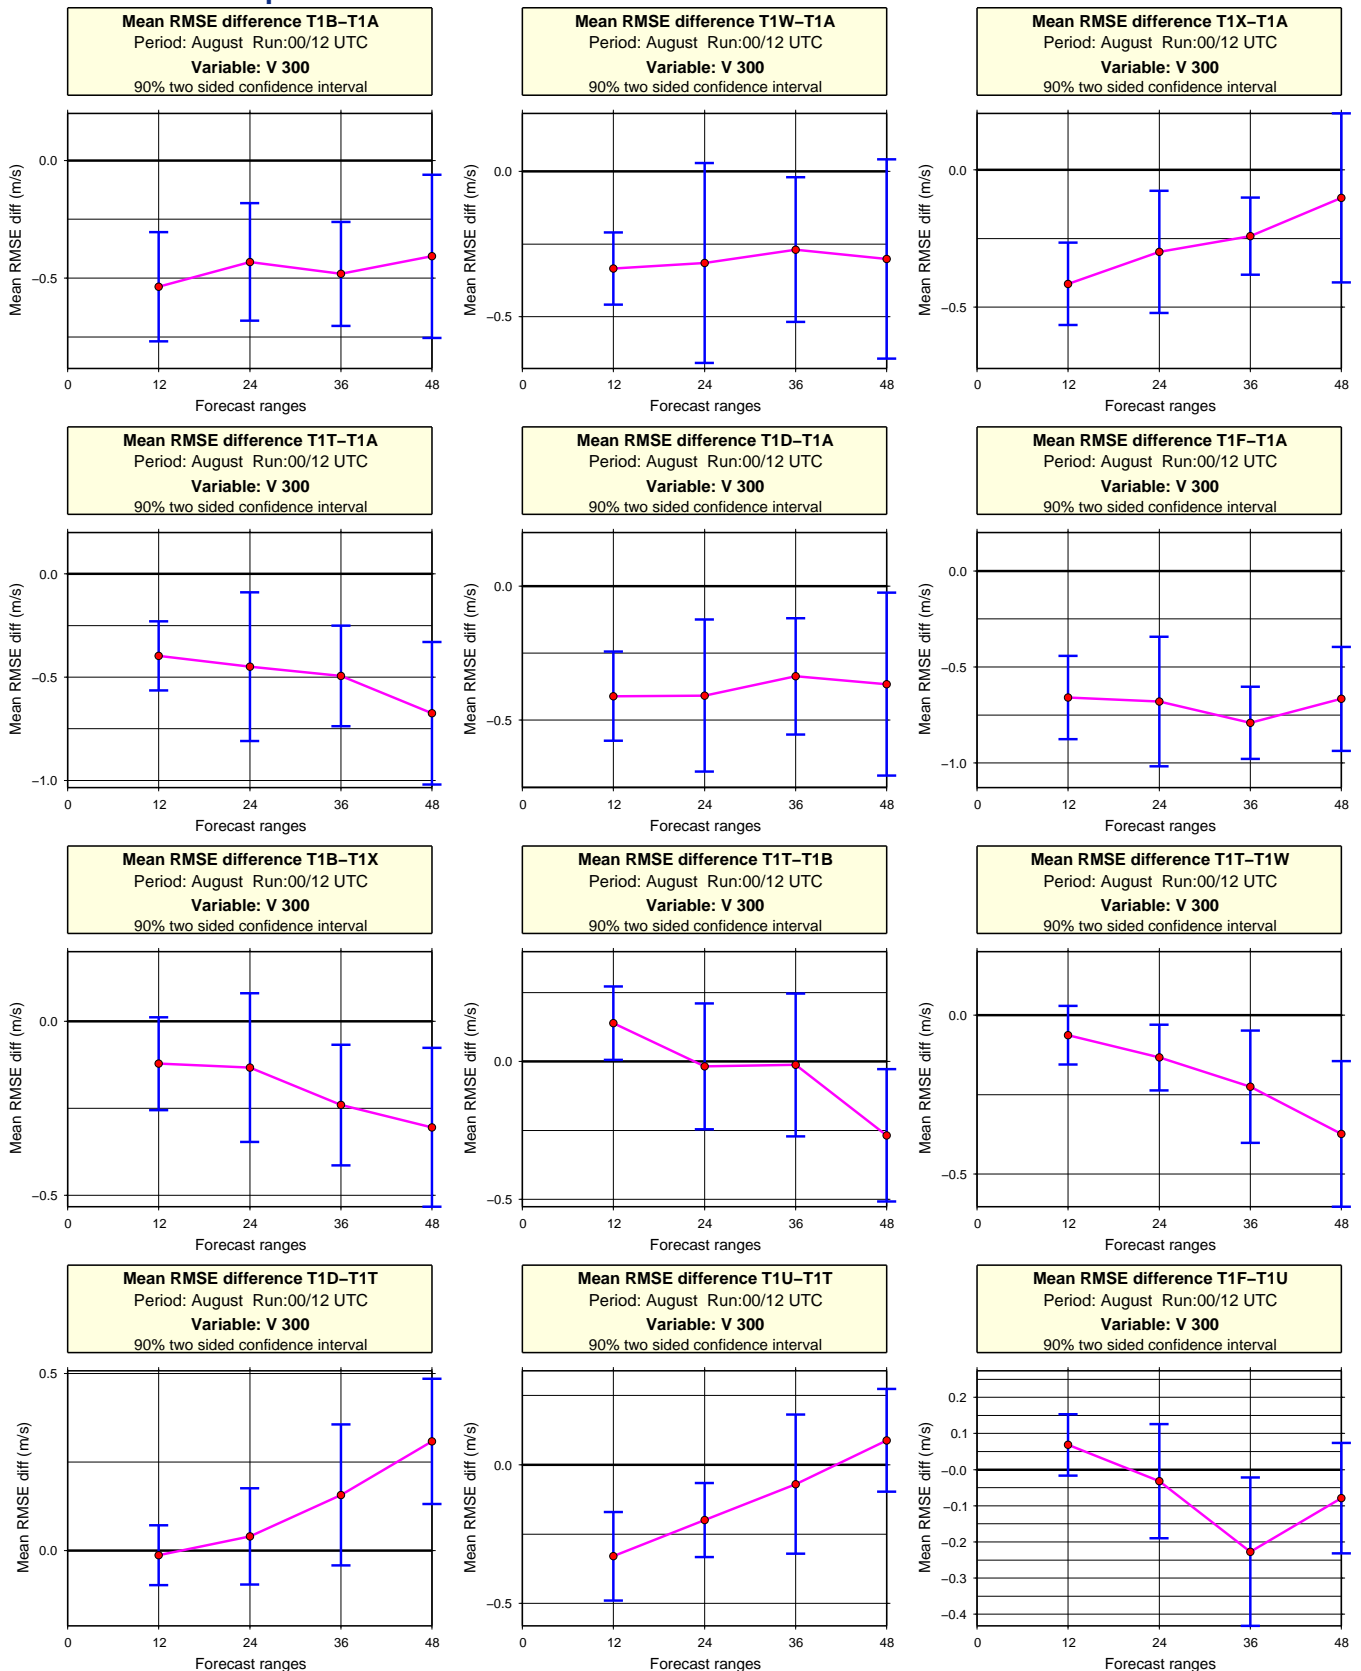 Mean RMSE difference T1B−T1A
Period: August Run:00/12 UTC
Variable: V 300
90% two sided confidence interval
Mean RMSE diff (m/s)
0.0
−0.5
0 12 24 36 48
Forecast ranges
Mean RMSE difference T1W−T1A
Period: August Run:00/12 UTC
Variable: V 300
90% two sided confidence interval
Mean RMSE diff (m/s)
0.0
−0.5
0 12 24 36 48
Forecast ranges
Mean RMSE difference T1X−T1A
Period: August Run:00/12 UTC
Variable: V 300
90% two sided confidence interval
Mean RMSE diff (m/s)
0.0
−0.5
0 12 24 36 48
Forecast ranges
Mean RMSE difference T1T−T1A
Period: August Run:00/12 UTC
Variable: V 300
90% two sided confidence interval
Mean RMSE diff (m/s)
0.0
−0.5
−1.0
0 12 24 36 48
Forecast ranges
Mean RMSE difference T1D−T1A
Period: August Run:00/12 UTC
Variable: V 300
90% two sided confidence interval
Mean RMSE diff (m/s)
0.0
−0.5
0 12 24 36 48
Forecast ranges
Mean RMSE difference T1F−T1A
Period: August Run:00/12 UTC
Variable: V 300
90% two sided confidence interval
Mean RMSE diff (m/s)
0.0
−0.5
−1.0
0 12 24 36 48
Forecast ranges
Mean RMSE difference T1B−T1X
Period: August Run:00/12 UTC
Variable: V 300
90% two sided confidence interval
Mean RMSE diff (m/s)
0.0
−0.5
0 12 24 36 48
Forecast ranges
Mean RMSE difference T1T−T1B
Period: August Run:00/12 UTC
Variable: V 300
90% two sided confidence interval
Mean RMSE diff (m/s)
0.0
−0.5
0 12 24 36 48
Forecast ranges
Mean RMSE difference T1T−T1W
Period: August Run:00/12 UTC
Variable: V 300
90% two sided confidence interval
Mean RMSE diff (m/s)
0.0
−0.5
0 12 24 36 48
Forecast ranges
Mean RMSE difference T1D−T1T
Period: August Run:00/12 UTC
Variable: V 300
90% two sided confidence interval
Mean RMSE diff (m/s)
0.5
0.0
0 12 24 36 48
Forecast ranges
Mean RMSE difference T1U−T1T
Period: August Run:00/12 UTC
Variable: V 300
90% two sided confidence interval
Mean RMSE diff (m/s)
0.0
−0.5
0 12 24 36 48
Forecast ranges
Mean RMSE difference T1F−T1U
Period: August Run:00/12 UTC
Variable: V 300
90% two sided confidence interval
Mean RMSE diff (m/s)
0.2
0.1
−0.0
−0.1
−0.2
−0.3
−0.4
0 12 24 36 48
Forecast ranges